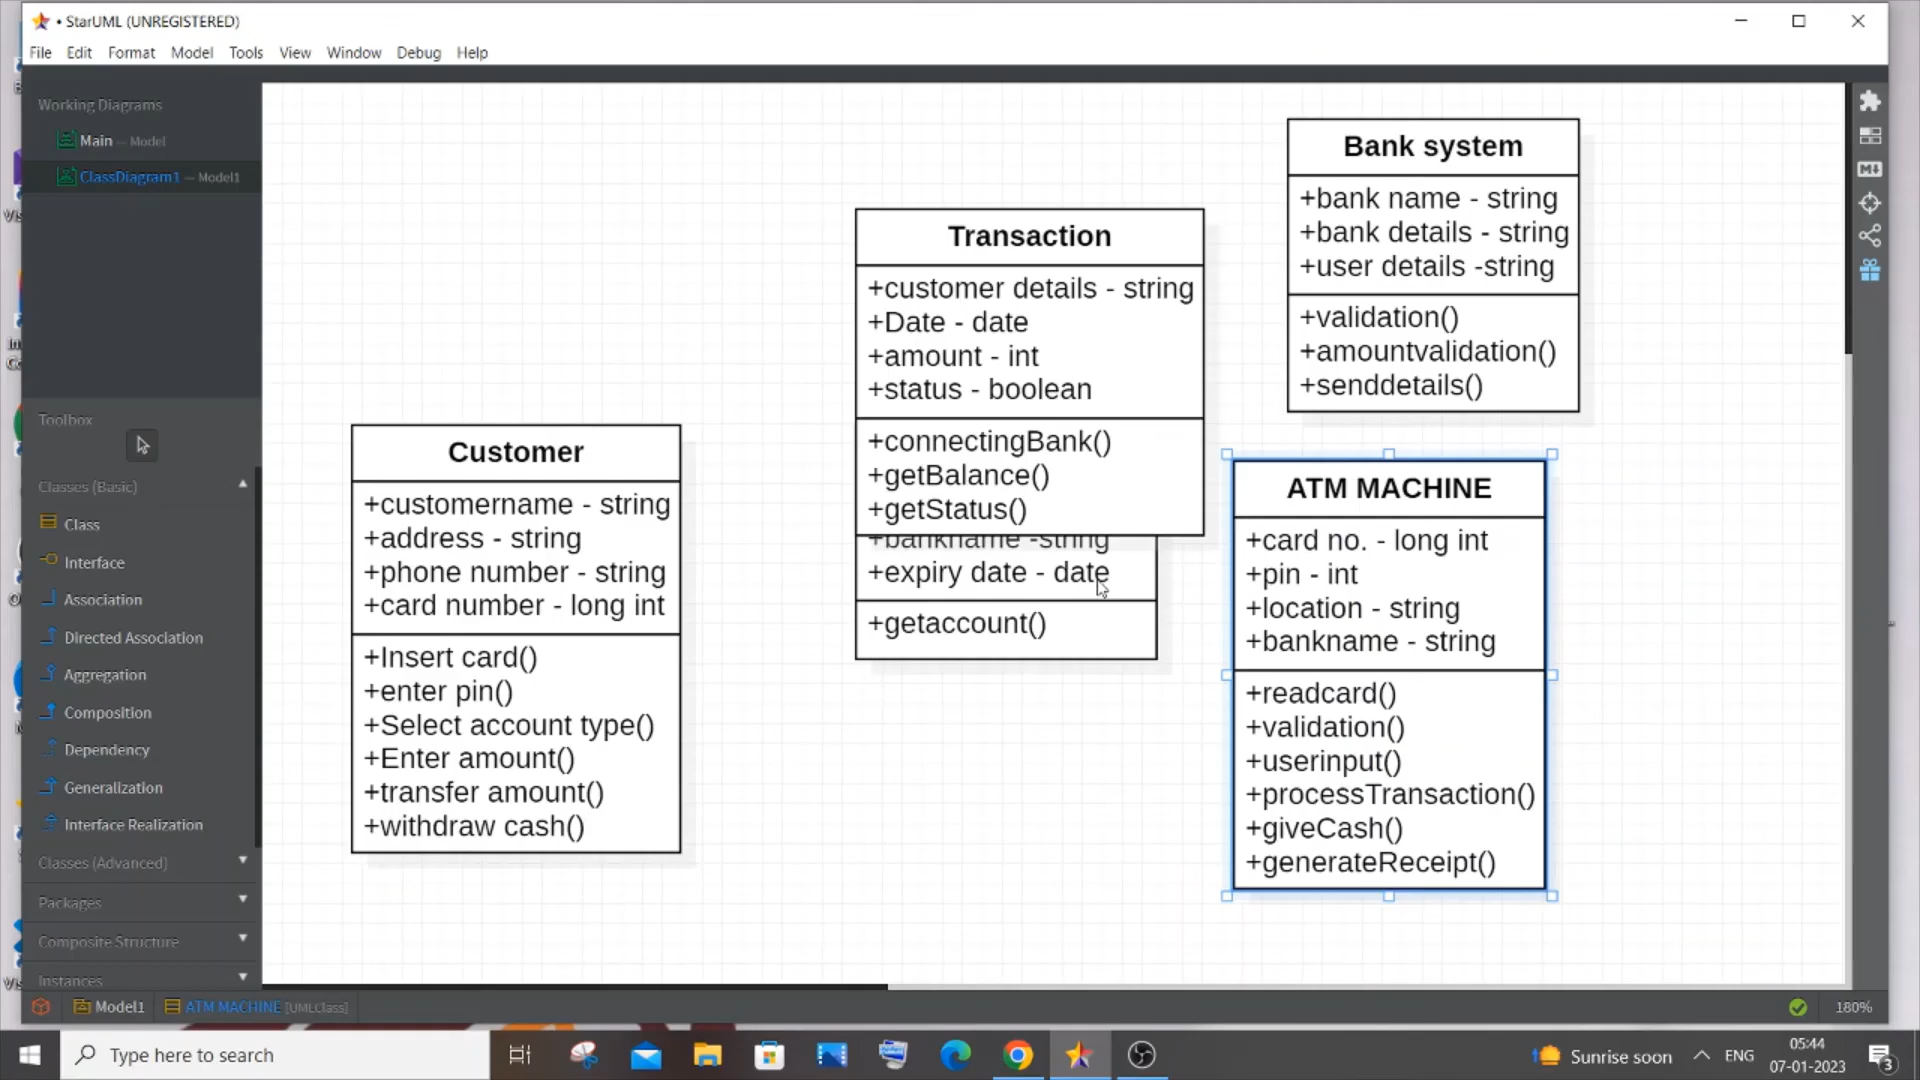 • StarUML (UNREGISTERED)
File Edit Format Model Tools View Window Debug Help
Working Diagrams
Main — Model
ClassDiagram1 — Model1
Toolbox
Classes (Basic)
Class
Interface
Association
Directed Association
Aggregation
Composition
Dependency
Generalization
Interface Realization
Classes (Advanced)
Packages
Composite Structure
Instances
Customer
+customername - string
+address - string
+phone number - string
+card number - long int
+Insert card()
+enter pin()
+Select account type()
+Enter amount()
+transfer amount()
+withdraw cash()
Transaction
+customer details - string
+Date - date
+amount - int
+status - boolean
+connectingBank()
+getBalance()
+getStatus()
+bankname -string
+expiry date - date
+getaccount()
Bank system
+bank name - string
+bank details - string
+user details -string
+validation()
+amountvalidation()
+senddetails()
ATM MACHINE
+card no. - long int
+pin - int
+location - string
+bankname - string
+readcard()
+validation()
+userinput()
+processTransaction()
+giveCash()
+generateReceipt()
Model1 ATM MACHINE [UMLClass]
180%
Type here to search
Sunrise soon
ENG
05:44
07-01-2023
3